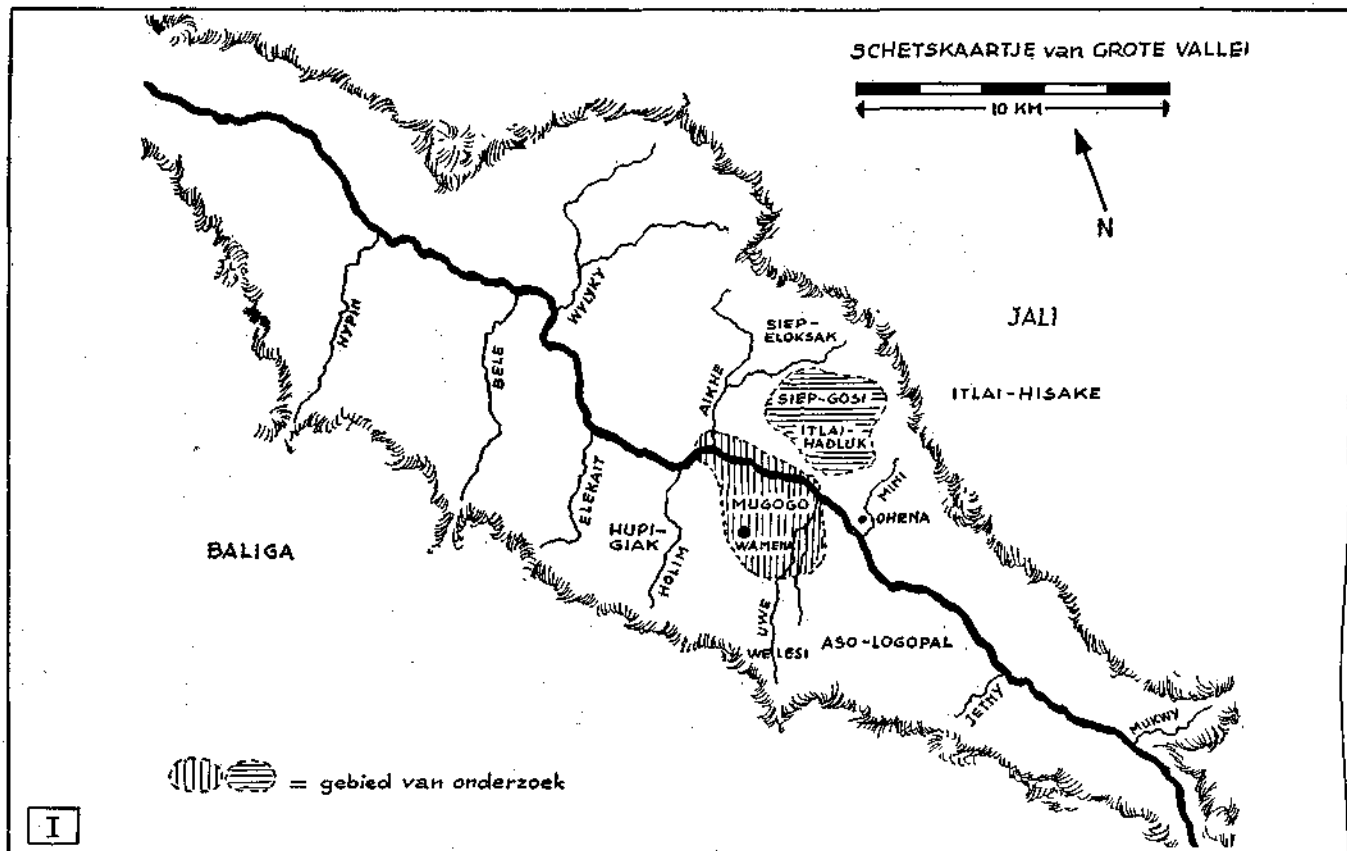 SCHETSKAARTJE van GROTE VALLEI
10 KM
N
JALI
ITLAI-HISAKE
HYPIN
BELE
WYLYKY
SIEP-
ELOKSAK
AIKHE
SIEP-GOSI
ITLAI-
HADLUK
MINI
OHENA
MUGOGO
WAMENA
ELEKAIT
HUPI-
GIAK
HOLIM
BALIGA
UWE
WELESI
ASO-LOGOPAL
JETNY
MUKWY
= gebied van onderzoek
I